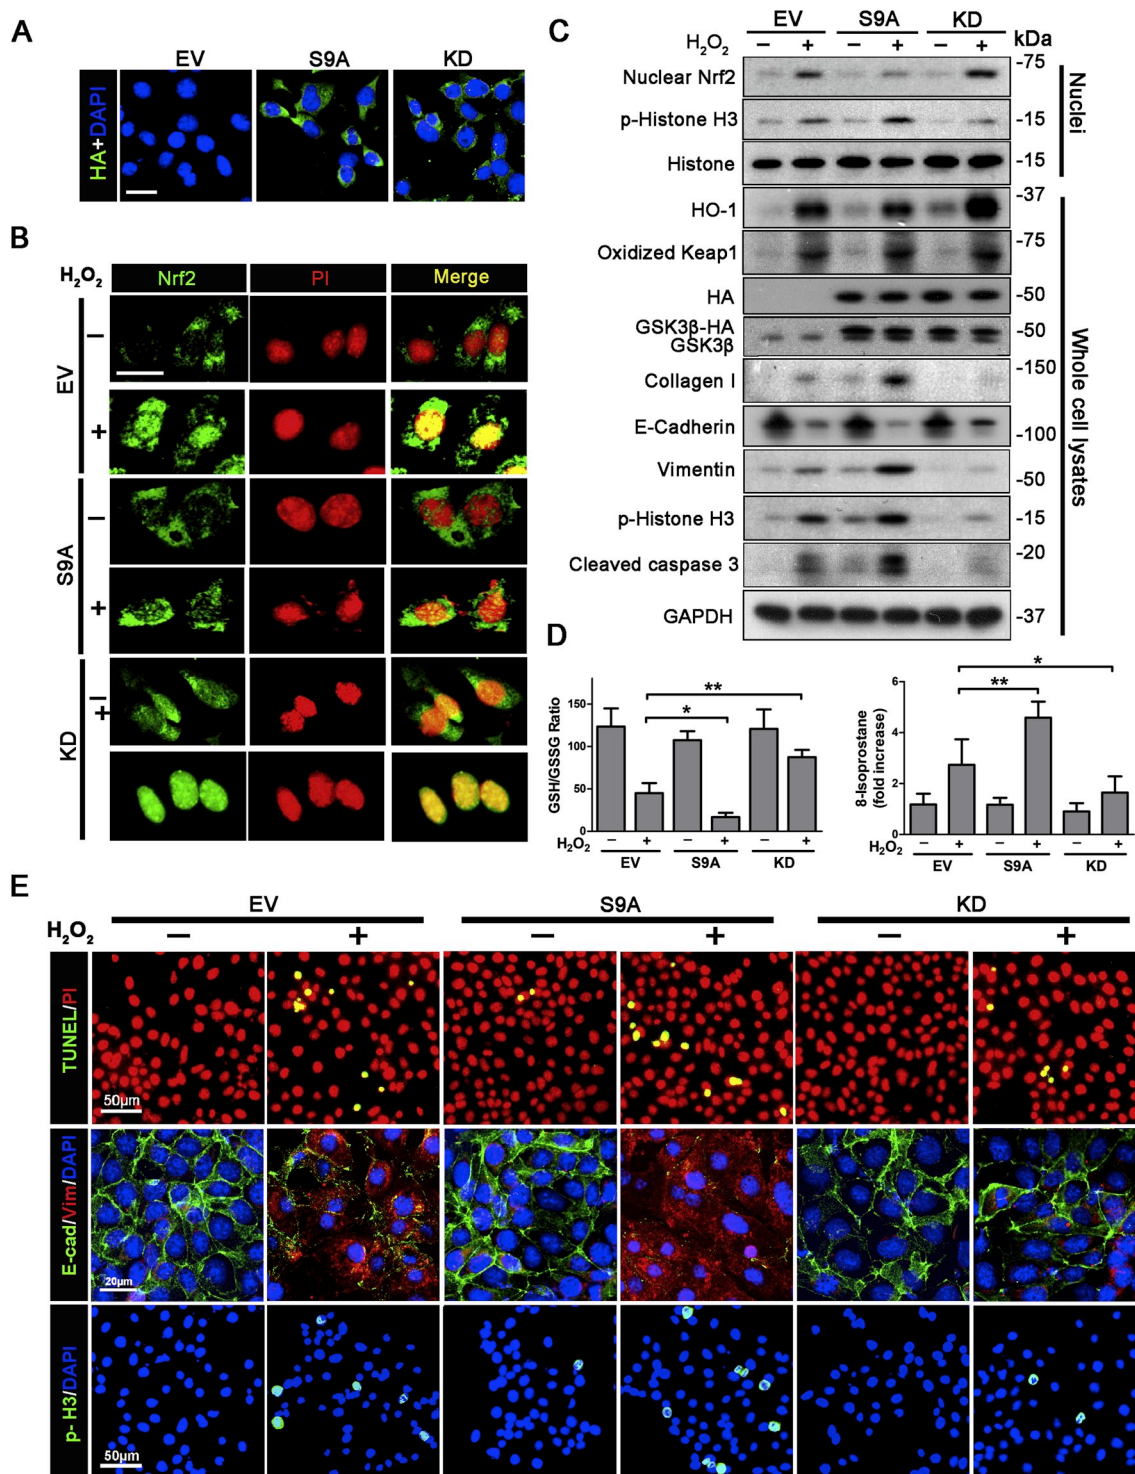 A
EV S9A KD
HA+DAPI
B
H₂O₂ Nrf2 PI Merge
EV
−
+
S9A
−
+
KD
−
+
C
EV S9A KD
H₂O₂ − + − + − + kDa
Nuclear Nrf2 -75
p-Histone H3 -15
Histone -15
Nuclei
HO-1 -37
Oxidized Keap1 -75
HA -50
GSK3β-HA -50
GSK3β
Collagen I -150
E-Cadherin -100
Vimentin -50
p-Histone H3 -15
Cleaved caspase 3 -20
GAPDH -37
Whole cell lysates
D
GSH/GSSG Ratio
150
100
50
0
**
*
H₂O₂ − + − + − +
EV S9A KD
8-Isoprostane
(fold increase)
6
4
2
0
*
**
H₂O₂ − + − + − +
EV S9A KD
E
EV S9A KD
H₂O₂ − + − + − +
TUNEL/PI
50μm
E-cad/Vim/DAPI
20μm
p- H3/DAPI
50μm